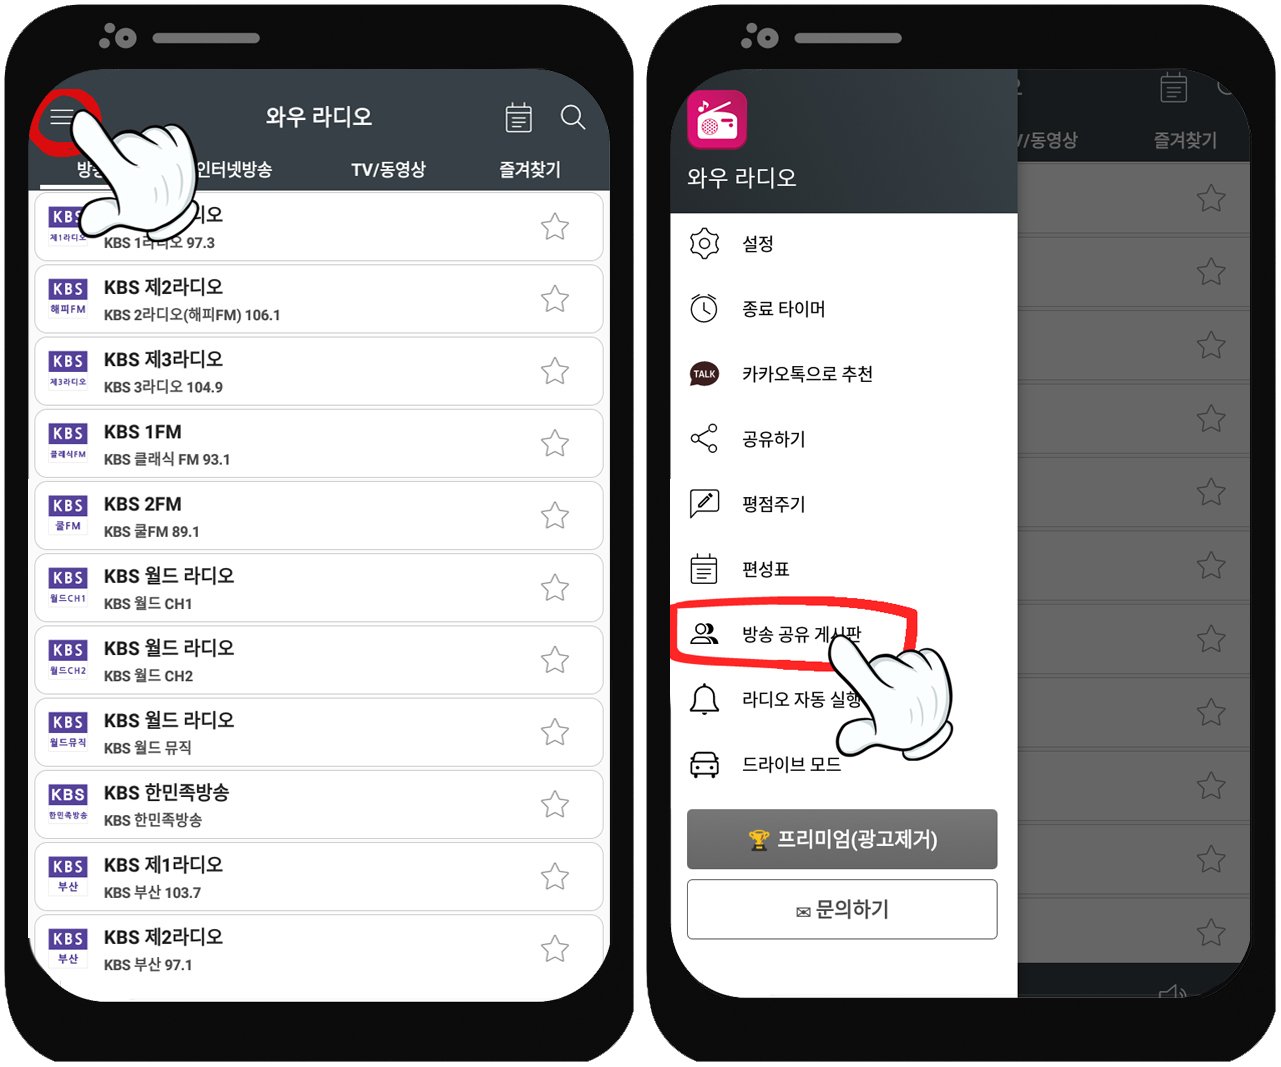 와우 라디오
인터넷방송
TV/동영상
즐겨찾기
KBS
제1라디오
KBS 1라디오 97.3
KBS
해피FM
KBS 제2라디오
KBS 2라디오(해피FM) 106.1
KBS
제3라디오
KBS 제3라디오
KBS 3라디오 104.9
KBS
클래식FM
KBS 1FM
KBS 클래식 FM 93.1
KBS
쿨FM
KBS 2FM
KBS 쿨FM 89.1
KBS
월드CH1
KBS 월드 라디오
KBS 월드 CH1
KBS
월드CH2
KBS 월드 라디오
KBS 월드 CH2
KBS
월드뮤직
KBS 월드 라디오
KBS 월드 뮤직
KBS
한민족방송
KBS 한민족방송
KBS 한민족방송
KBS
부산
KBS 제1라디오
KBS 부산 103.7
KBS
부산
KBS 제2라디오
KBS 부산 97.1
와우 라디오
설정
종료 타이머
TALK
카카오톡으로 추천
공유하기
평점주기
편성표
방송 공유 게시판
라디오 자동 실행
드라이브 모드
프리미엄(광고제거)
문의하기
/동영상
즐겨찾기